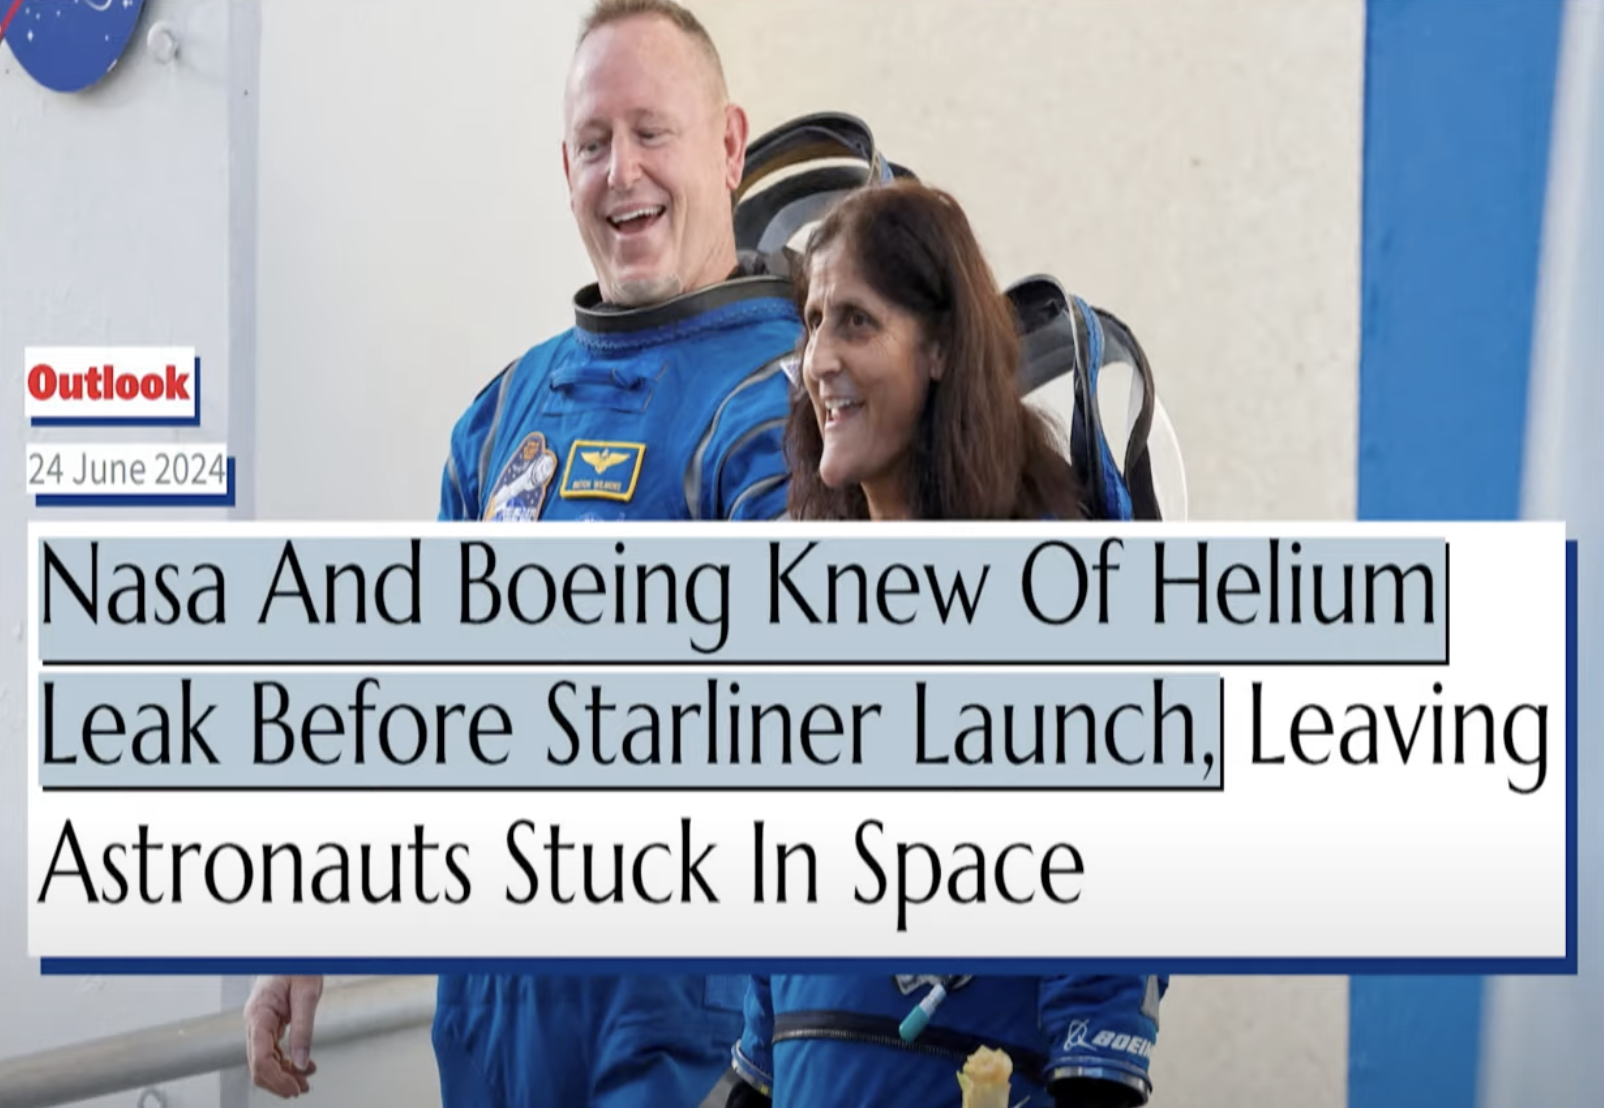 Outlook
24 June 2024
Nasa And Boeing Knew Of Helium
Leak Before Starliner Launch, Leaving
Astronauts Stuck In Space
BOEIN